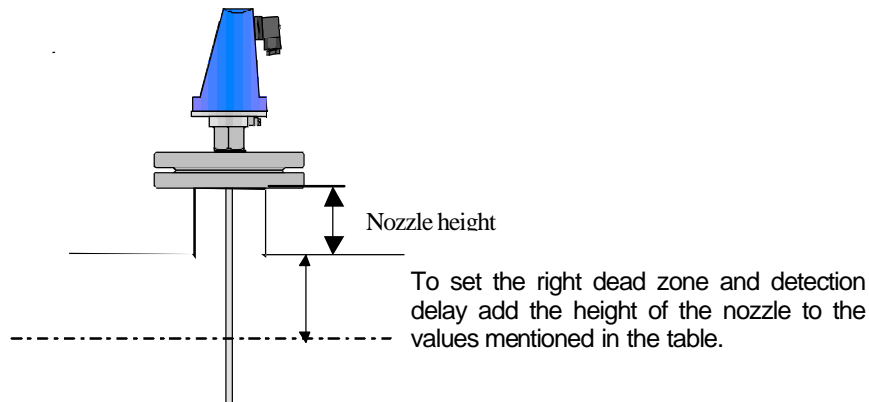 Nozzle height
To set the right dead zone and detection
delay add the height of the nozzle to the
values mentioned in the table.